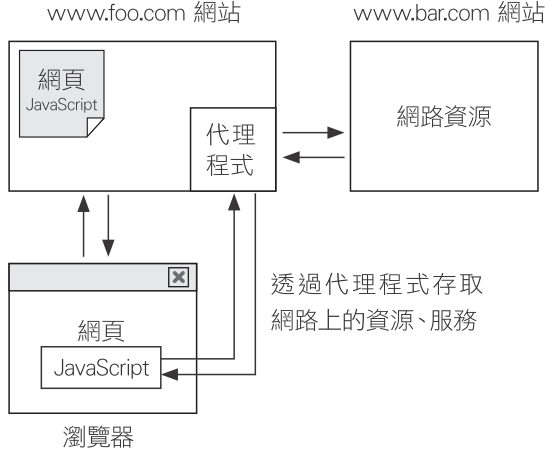 www.foo.com 網站
www.bar.com 網站
網頁
JavaScript
代理
程式
網路資源
透過代理程式存取
網路上的資源、服務
網頁
JavaScript
瀏覽器